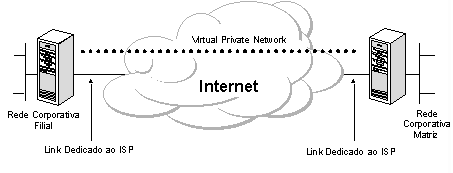 Virtual Private Network
Internet
Rede Corporativa
Filial
Link Dedicado ao ISP
Rede
Corporativa
Matriz
Link Dedicado ao ISP